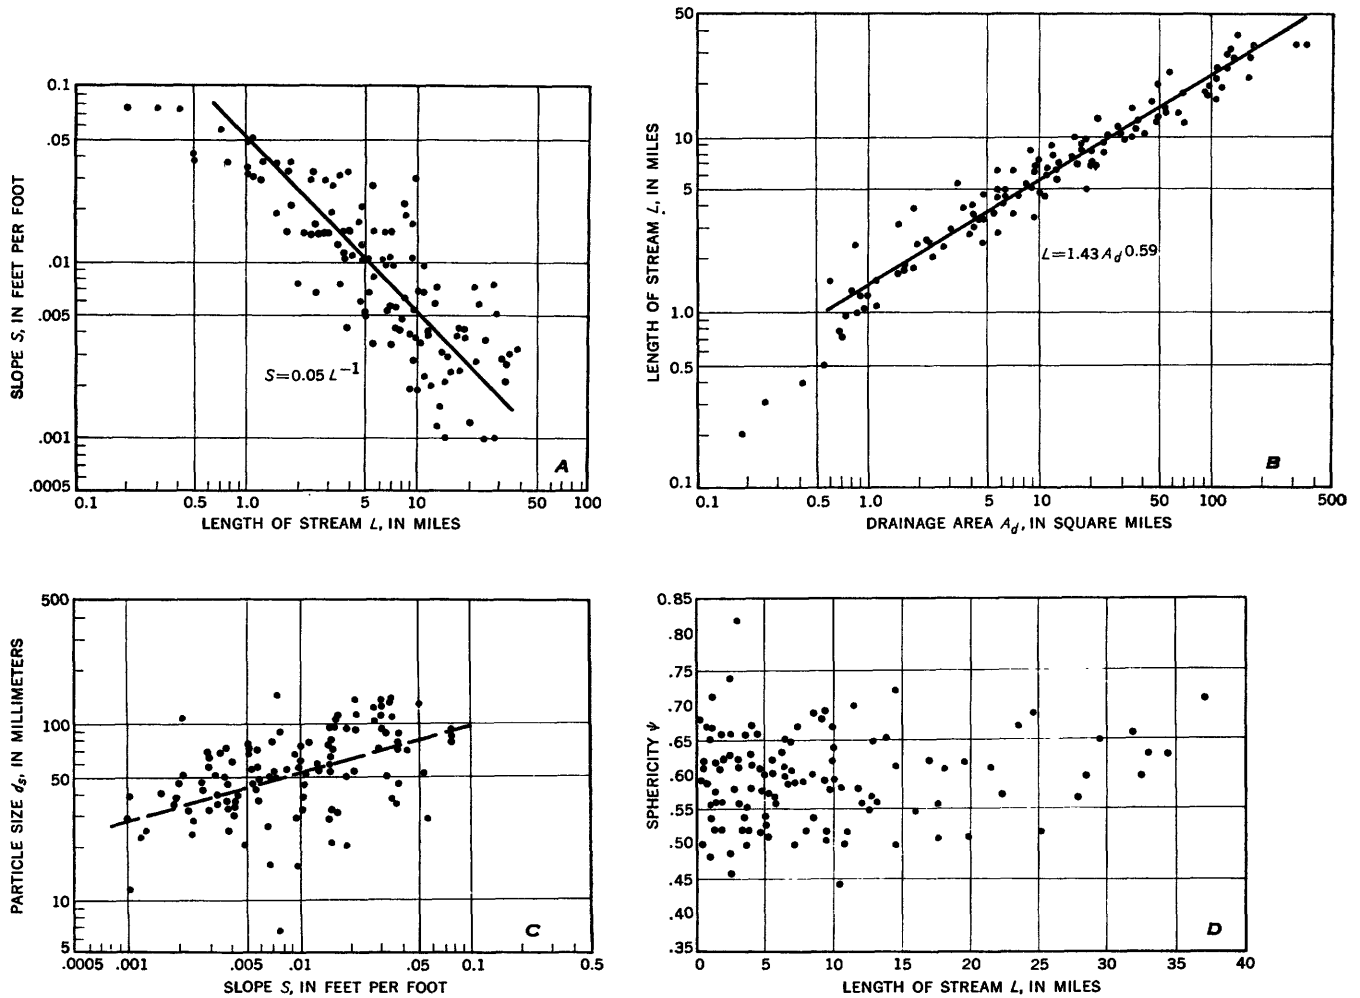 0.1
0.05
.01
.005
.001
.0005
SLOPE S, IN FEET PER FOOT
S=0.05 L⁻¹
A
0.1 0.5 1.0 5 10 50 100
LENGTH OF STREAM L, IN MILES
50
10
5
1.0
0.5
0.1
LENGTH OF STREAM L, IN MILES
L=1.43 A_d^0.59
B
0.1 0.5 1.0 5 10 50 100 500
DRAINAGE AREA A_d, IN SQUARE MILES
500
100
50
10
5
PARTICLE SIZE d_s, IN MILLIMETERS
C
.0005 .001 .005 .01 .05 0.1 0.5
SLOPE S, IN FEET PER FOOT
0.85
.80
.75
.70
.65
.60
.55
.50
.45
.40
.35
SPHERICITY ψ
D
0 5 10 15 20 25 30 35 40
LENGTH OF STREAM L, IN MILES